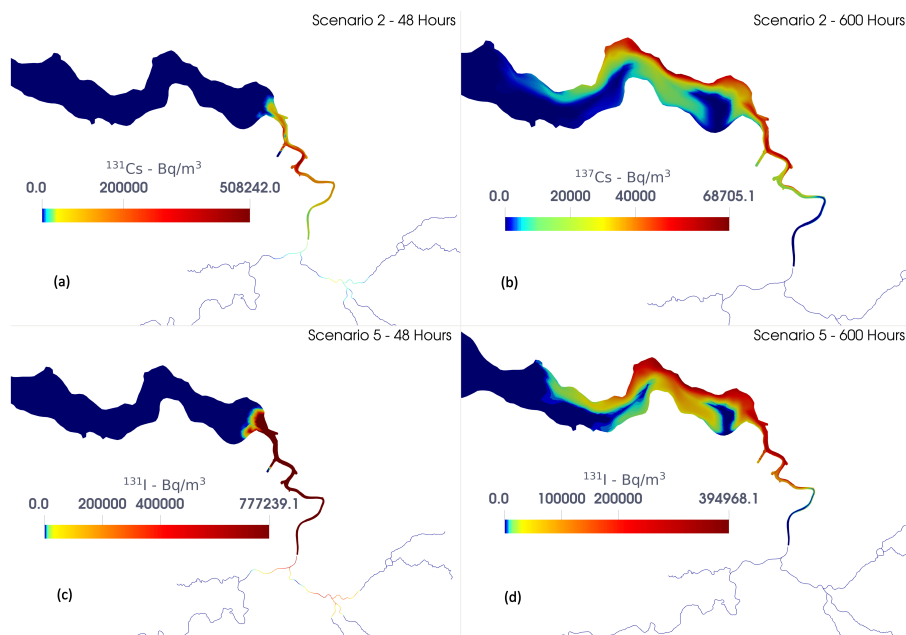 Scenario 2 - 48 Hours
¹³¹Cs - Bq/m³
0.0 200000 508242.0
(a)
Scenario 2 - 600 Hours
¹³⁷Cs - Bq/m³
0.0 20000 40000 68705.1
(b)
Scenario 5 - 48 Hours
¹³¹I - Bq/m³
0.0 200000 400000 777239.1
(c)
Scenario 5 - 600 Hours
¹³¹I - Bq/m³
0.0 100000 200000 394968.1
(d)